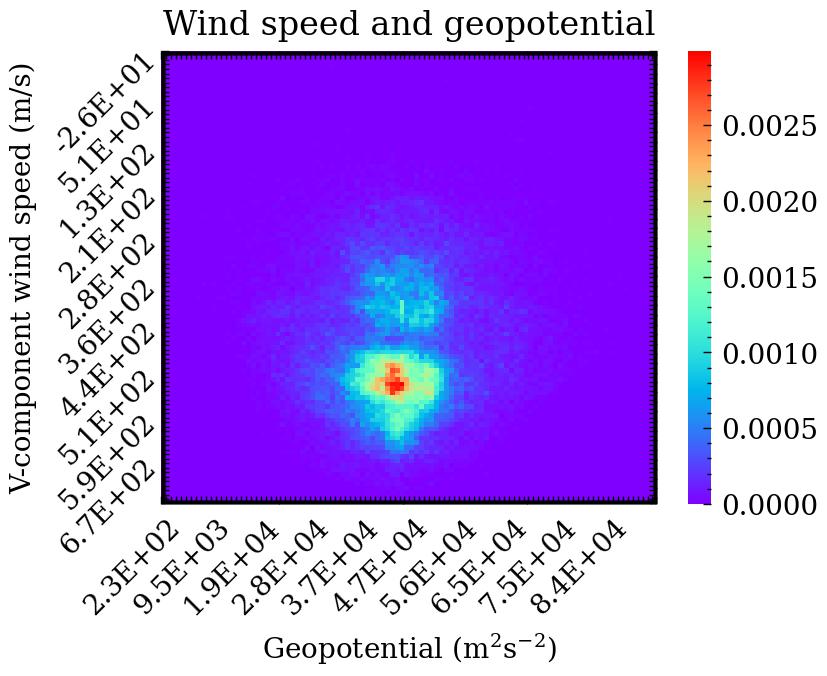 Wind speed and geopotential
V-component wind speed (m/s)
-2.6E+01
5.1E+01
1.3E+02
2.1E+02
2.8E+02
3.6E+02
4.4E+02
5.1E+02
5.9E+02
6.7E+02
2.3E+02
9.5E+03
1.9E+04
2.8E+04
3.7E+04
4.7E+04
5.6E+04
6.5E+04
7.5E+04
8.4E+04
Geopotential (m²s⁻²)
0.0025
0.0020
0.0015
0.0010
0.0005
0.0000